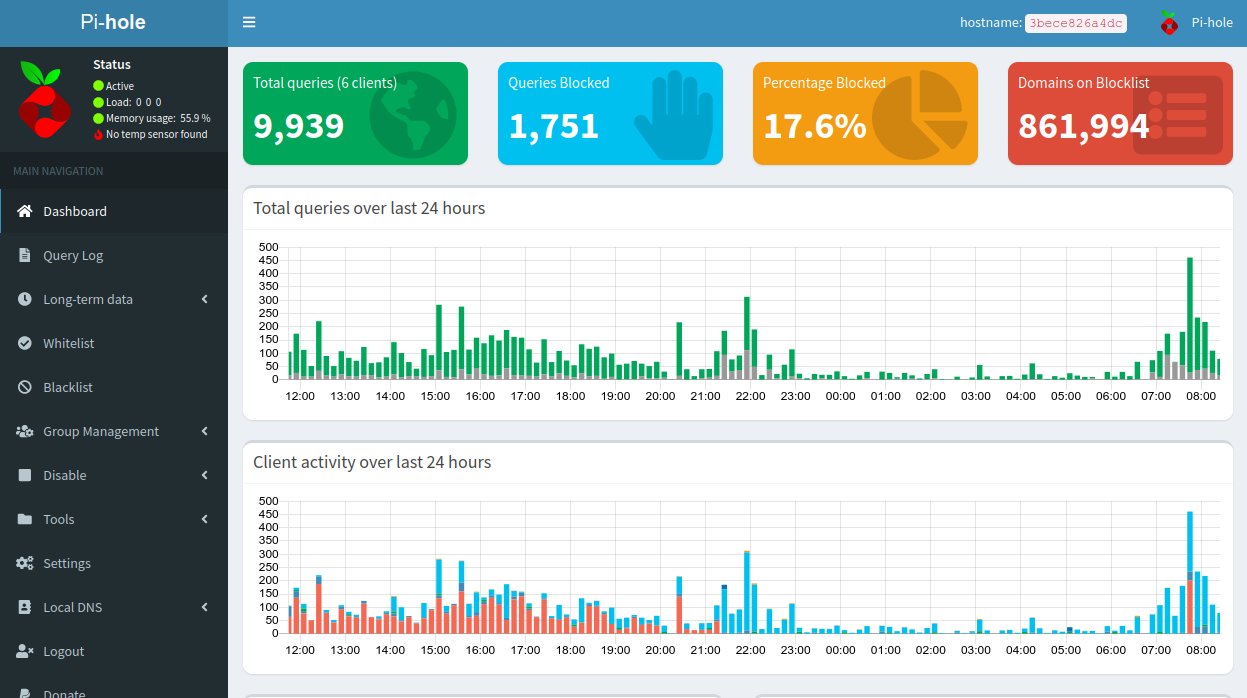 Pi-hole
hostname: 3bece826a4dc
Pi-hole
Status
Active
Load: 0 0 0
Memory usage: 55.9 %
No temp sensor found
MAIN NAVIGATION
Dashboard
Query Log
Long-term data
Whitelist
Blacklist
Group Management
Disable
Tools
Settings
Local DNS
Logout
Donate
Total queries (6 clients)
9,939
Queries Blocked
1,751
Percentage Blocked
17.6%
Domains on Blocklist
861,994
Total queries over last 24 hours
500
450
400
350
300
250
200
150
100
50
0
12:00 13:00 14:00 15:00 16:00 17:00 18:00 19:00 20:00 21:00 22:00 23:00 00:00 01:00 02:00 03:00 04:00 05:00 06:00 07:00 08:00
Client activity over last 24 hours
500
450
400
350
300
250
200
150
100
50
0
12:00 13:00 14:00 15:00 16:00 17:00 18:00 19:00 20:00 21:00 22:00 23:00 00:00 01:00 02:00 03:00 04:00 05:00 06:00 07:00 08:00